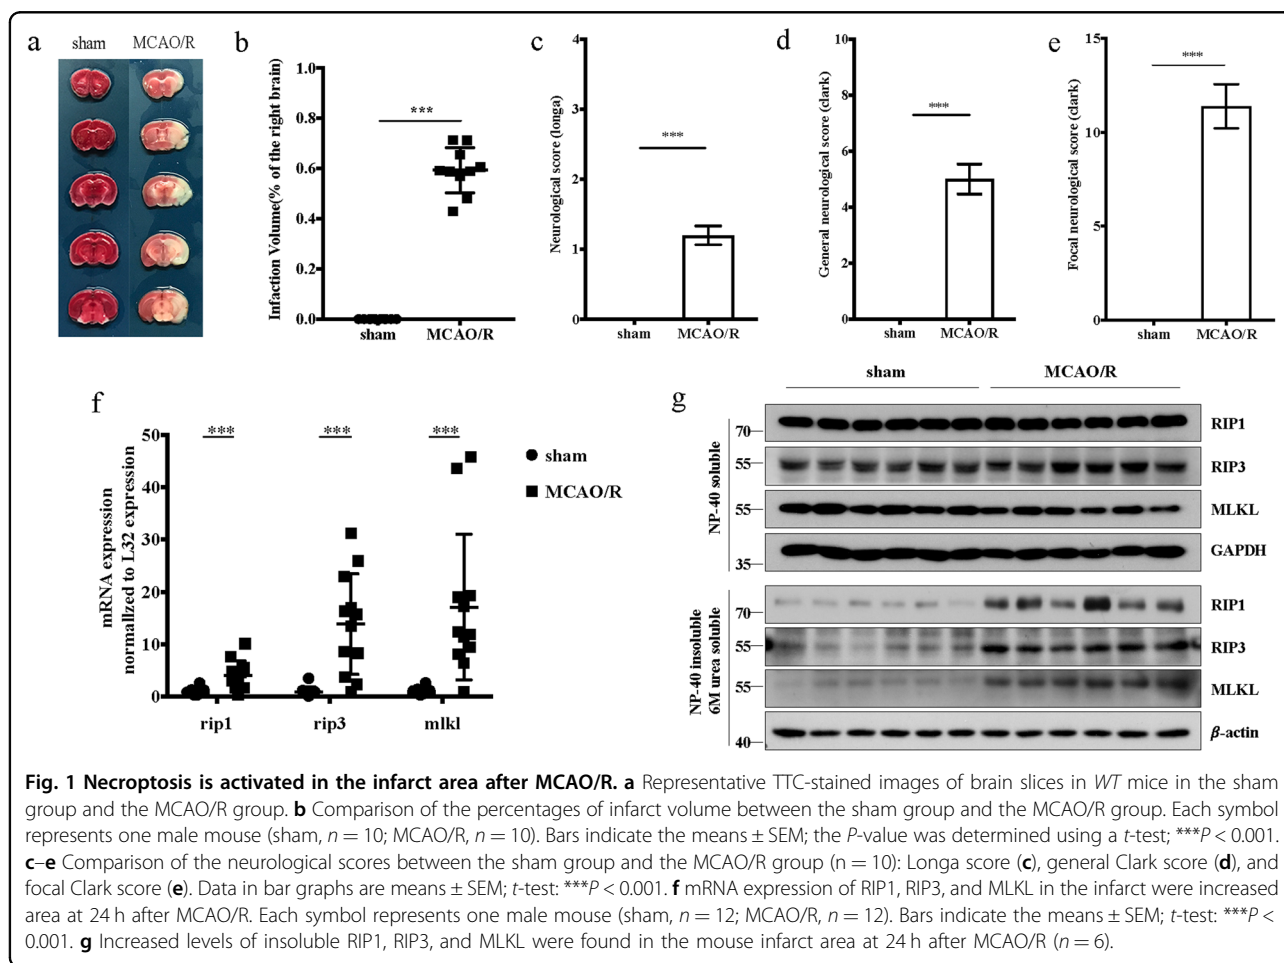 a
sham MCAO/R
b
Infaction Volume(% of the right brain)
1.0
0.8
0.6
0.4
0.2
0.0
***
sham MCAO/R
c
Neurological score (longa)
4
3
2
1
0
***
sham MCAO/R
d
General neurological score (clark)
10
8
6
4
2
0
***
sham MCAO/R
e
Focal neurological score (clark)
15
10
5
0
***
sham MCAO/R
f
mRNA expression
normallzed to L32 expression
50
40
30
20
10
0
*** *** ***
rip1 rip3 mlkl
sham
MCAO/R
g
sham MCAO/R
NP-40 soluble
70 RIP1
55 RIP3
55 MLKL
35 GAPDH
NP-40 insoluble
6M urea soluble
70 RIP1
55 RIP3
55 MLKL
40 β-actin
Fig. 1 Necroptosis is activated in the infarct area after MCAO/R. a Representative TTC-stained images of brain slices in WT mice in the sham
group and the MCAO/R group. b Comparison of the percentages of infarct volume between the sham group and the MCAO/R group. Each symbol
represents one male mouse (sham, n = 10; MCAO/R, n = 10). Bars indicate the means ± SEM; the P-value was determined using a t-test; ***P < 0.001.
c–e Comparison of the neurological scores between the sham group and the MCAO/R group (n = 10): Longa score (c), general Clark score (d), and
focal Clark score (e). Data in bar graphs are means ± SEM; t-test: ***P < 0.001. f mRNA expression of RIP1, RIP3, and MLKL in the infarct were increased
area at 24 h after MCAO/R. Each symbol represents one male mouse (sham, n = 12; MCAO/R, n = 12). Bars indicate the means ± SEM; t-test: ***P <
0.001. g Increased levels of insoluble RIP1, RIP3, and MLKL were found in the mouse infarct area at 24 h after MCAO/R (n = 6).